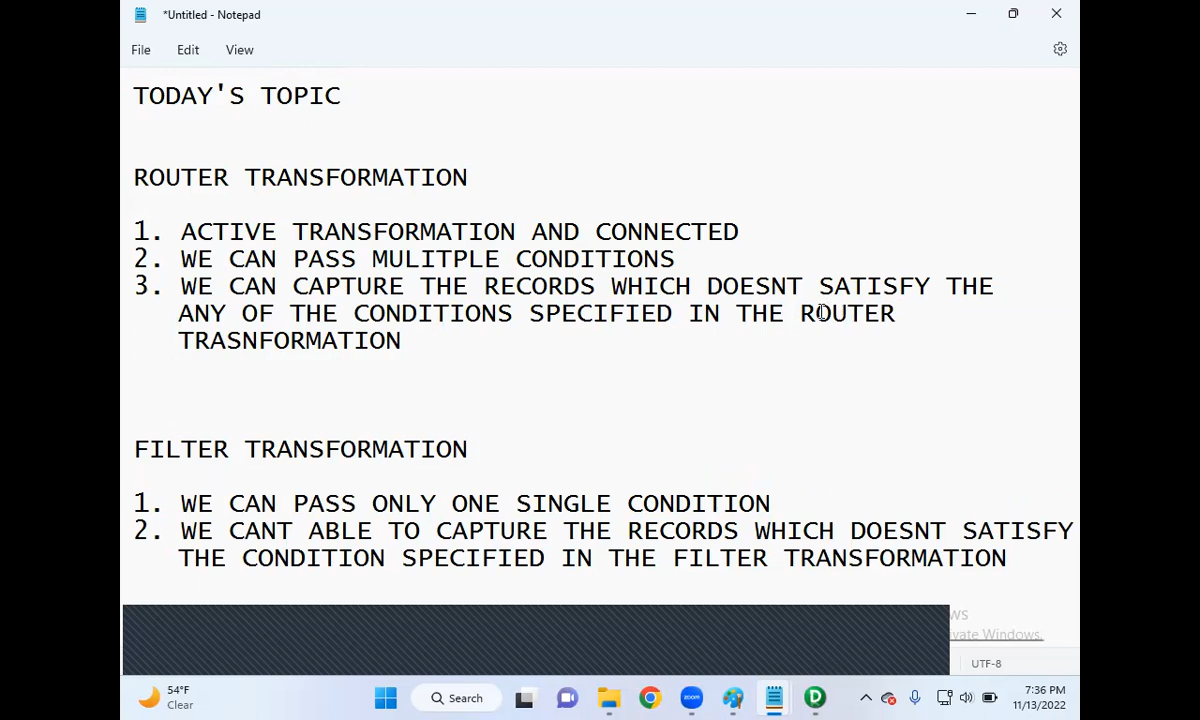 *Untitled - Notepad
File Edit View
TODAY'S TOPIC
ROUTER TRANSFORMATION
1. ACTIVE TRANSFORMATION AND CONNECTED
2. WE CAN PASS MULITPLE CONDITIONS
3. WE CAN CAPTURE THE RECORDS WHICH DOESNT SATISFY THE
ANY OF THE CONDITIONS SPECIFIED IN THE ROUTER
TRASNFORMATION
FILTER TRANSFORMATION
1. WE CAN PASS ONLY ONE SINGLE CONDITION
2. WE CANT ABLE TO CAPTURE THE RECORDS WHICH DOESNT SATISFY
THE CONDITION SPECIFIED IN THE FILTER TRANSFORMATION
Windows.
UTF-8
54°F
Clear
Search
7:36 PM
11/13/2022